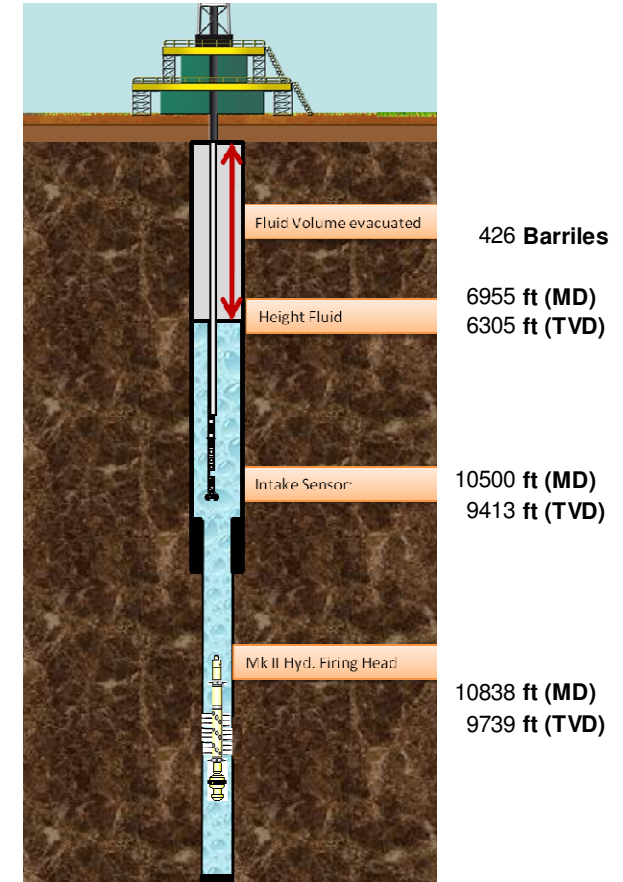 Fluid Volume evacuated
426 Barriles
Height Fluid
6955 ft (MD)
6305 ft (TVD)
Intake Sensor:
10500 ft (MD)
9413 ft (TVD)
Mk II Hyd. Firing Head
10838 ft (MD)
9739 ft (TVD)